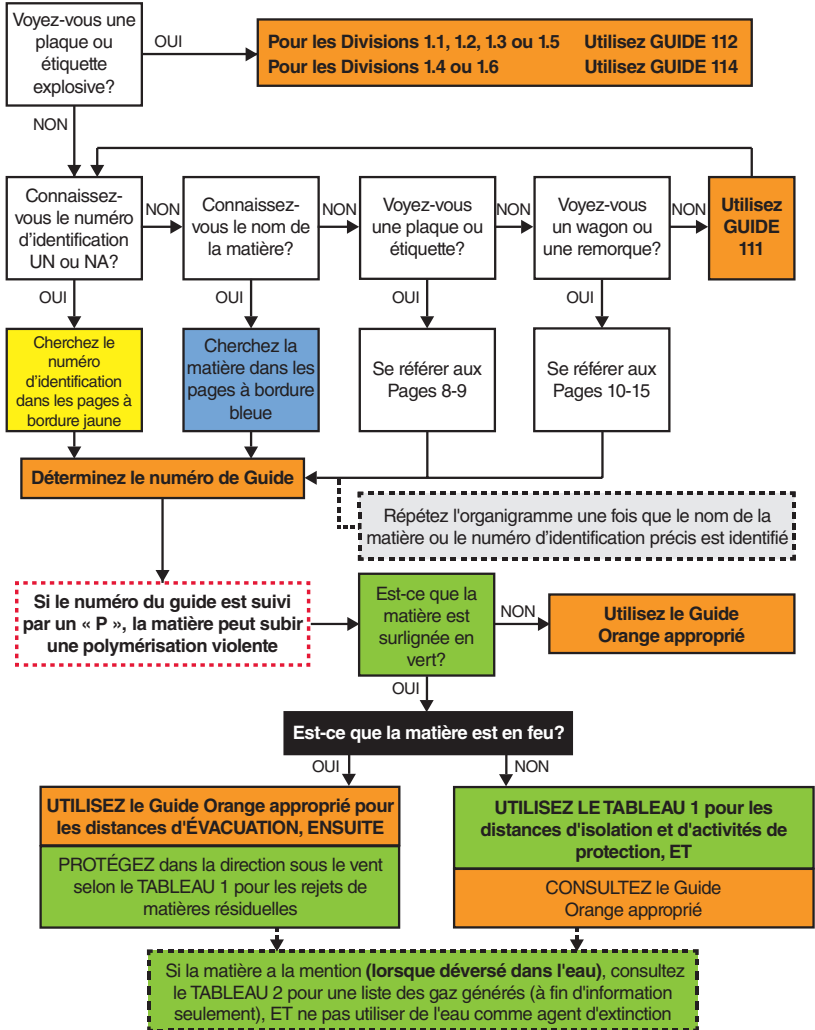 Voyez-vous une
plaque ou
étiquette
explosive?
OUI
Pour les Divisions 1.1, 1.2, 1.3 ou 1.5 Utilisez GUIDE 112
Pour les Divisions 1.4 ou 1.6 Utilisez GUIDE 114
NON
Connaissez-
vous le numéro
d'identification
UN ou NA?
NON
Connaissez-
vous le nom de
la matière?
NON
Voyez-vous
une plaque ou
étiquette?
NON
Voyez-vous
un wagon ou
une remorque?
NON
Utilisez
GUIDE
111
OUI
OUI
OUI
OUI
Cherchez le
numéro
d'identification
dans les pages à
bordure jaune
Cherchez la
matière dans les
pages à bordure
bleue
Se référer aux
Pages 8-9
Se référer aux
Pages 10-15
Déterminez le numéro de Guide
Répétez l'organigramme une fois que le nom de la
matière ou le numéro d'identification précis est identifié
Si le numéro du guide est suivi
par un « P », la matière peut subir
une polymérisation violente
Est-ce que la
matière est
surlignée en
vert?
NON
Utilisez le Guide
Orange approprié
OUI
Est-ce que la matière est en feu?
OUI
NON
UTILISEZ le Guide Orange approprié pour
les distances d'ÉVACUATION, ENSUITE
PROTÉGEZ dans la direction sous le vent
selon le TABLEAU 1 pour les rejets de
matières résiduelles
UTILISEZ LE TABLEAU 1 pour les
distances d'isolation et d'activités de
protection, ET
CONSULTEZ le Guide
Orange approprié
Si la matière a la mention (lorsque déversé dans l'eau), consultez
le TABLEAU 2 pour une liste des gaz générés (à fin d'information
seulement), ET ne pas utiliser de l'eau comme agent d'extinction